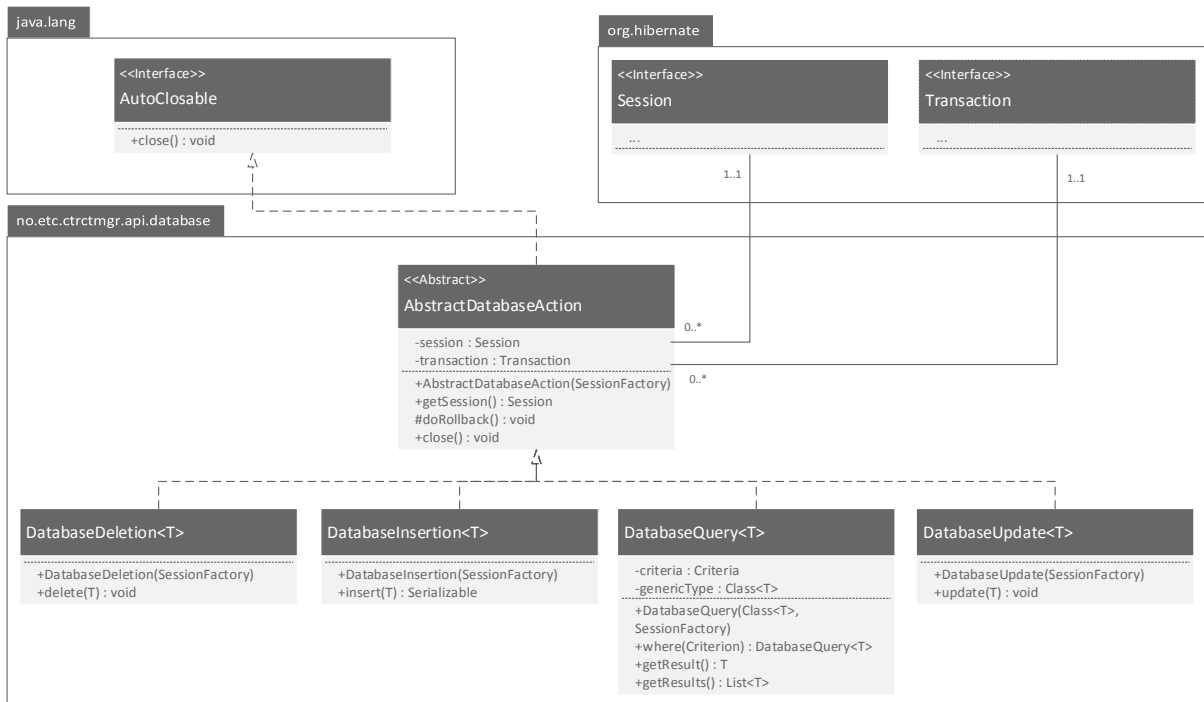 java.lang
<<Interface>>
AutoClosable
+close() : void
org.hibernate
<<Interface>>
Session
...
<<Interface>>
Transaction
...
1..1
1..1
no.etc.ctrctmgr.api.database
<<Abstract>>
AbstractDatabaseAction
-session : Session
-transaction : Transaction
+AbstractDatabaseAction(SessionFactory)
+getSession() : Session
#doRollback() : void
+close() : void
0..*
0..*
DatabaseDeletion<T>
+DatabaseDeletion(SessionFactory)
+delete(T) : void
DatabaseInsertion<T>
+DatabaseInsertion(SessionFactory)
+insert(T) : Serializable
DatabaseQuery<T>
-criteria : Criteria
-genericType : Class<T>
+DatabaseQuery(Class<T>,
SessionFactory)
+where(Criterion) : DatabaseQuery<T>
+getResult() : T
+getResults() : List<T>
DatabaseUpdate<T>
+DatabaseUpdate(SessionFactory)
+update(T) : void